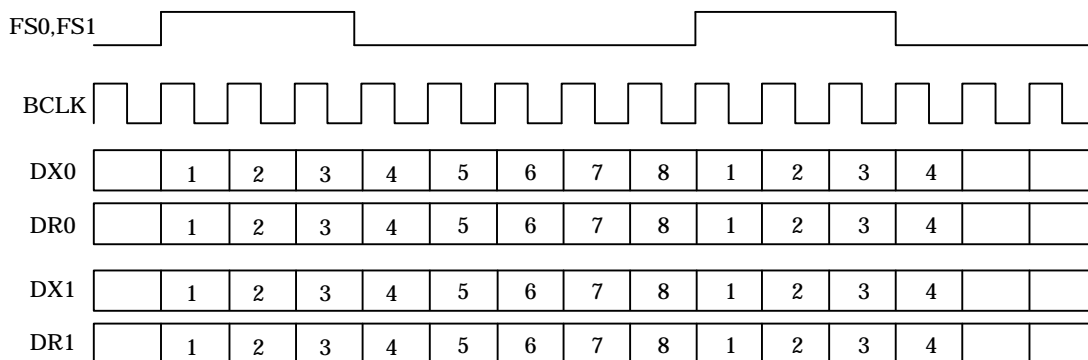 FS0,FS1
BCLK
DX0 1 2 3 4 5 6 7 8 1 2 3 4
DR0 1 2 3 4 5 6 7 8 1 2 3 4
DX1 1 2 3 4 5 6 7 8 1 2 3 4
DR1 1 2 3 4 5 6 7 8 1 2 3 4